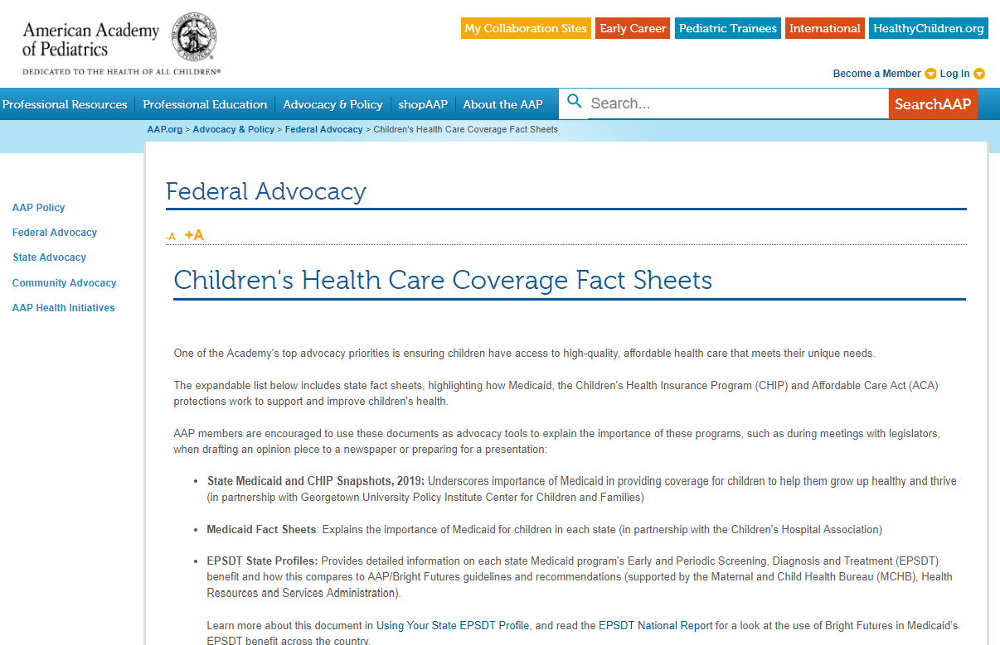 American Academy
of Pediatrics
DEDICATED TO THE HEALTH OF ALL CHILDREN®
My Collaboration Sites
Early Career
Pediatric Trainees
International
HealthyChildren.org
Become a Member
Log In
Professional Resources
Professional Education
Advocacy & Policy
shopAAP
About the AAP
Search...
SearchAAP
AAP.org > Advocacy & Policy > Federal Advocacy > Children's Health Care Coverage Fact Sheets
AAP Policy
Federal Advocacy
State Advocacy
Community Advocacy
AAP Health Initiatives
Federal Advocacy
-A +A
Children's Health Care Coverage Fact Sheets
One of the Academy's top advocacy priorities is ensuring children have access to high-quality, affordable health care that meets their unique needs.
The expandable list below includes state fact sheets, highlighting how Medicaid, the Children's Health Insurance Program (CHIP) and Affordable Care Act (ACA)
protections work to support and improve children's health.
AAP members are encouraged to use these documents as advocacy tools to explain the importance of these programs, such as during meetings with legislators,
when drafting an opinion piece to a newspaper or preparing for a presentation:
• State Medicaid and CHIP Snapshots, 2019: Underscores importance of Medicaid in providing coverage for children to help them grow up healthy and thrive
(in partnership with Georgetown University Policy Institute Center for Children and Families)
• Medicaid Fact Sheets: Explains the importance of Medicaid for children in each state (in partnership with the Children's Hospital Association)
• EPSDT State Profiles: Provides detailed information on each state Medicaid program's Early and Periodic Screening, Diagnosis and Treatment (EPSDT)
benefit and how this compares to AAP/Bright Futures guidelines and recommendations (supported by the Maternal and Child Health Bureau (MCHB), Health
Resources and Services Administration).
Learn more about this document in Using Your State EPSDT Profile, and read the EPSDT National Report for a look at the use of Bright Futures in Medicaid's
EPSDT benefit across the country.